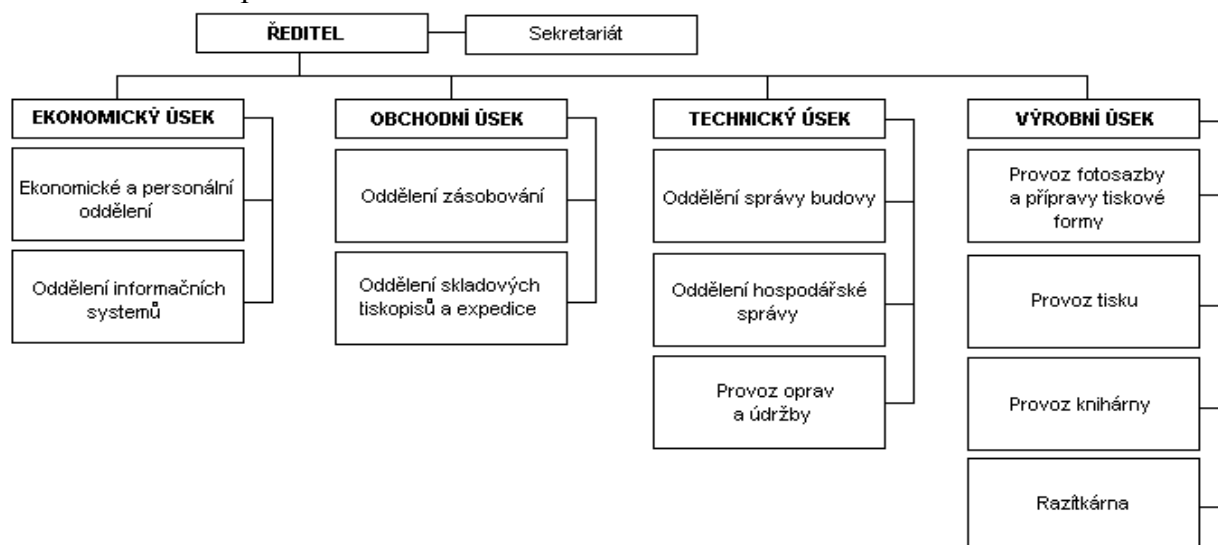 ŘEDITEL
Sekretariát
EKONOMICKÝ ÚSEK
OBCHODNÍ ÚSEK
TECHNICKÝ ÚSEK
VÝROBNÍ ÚSEK
Ekonomické a personální
oddělení
Oddělení zásobování
Oddělění správy budovy
Provoz fotosazby
a přípravy tiskové
formy
Oddělení informačních
systemů
Oddělení skladových
tiskopisů a expedice
Oddělení hospodářské
správy
Provoz tisku
Provoz oprav
a údržby
Provoz knihárny
Razítkárna